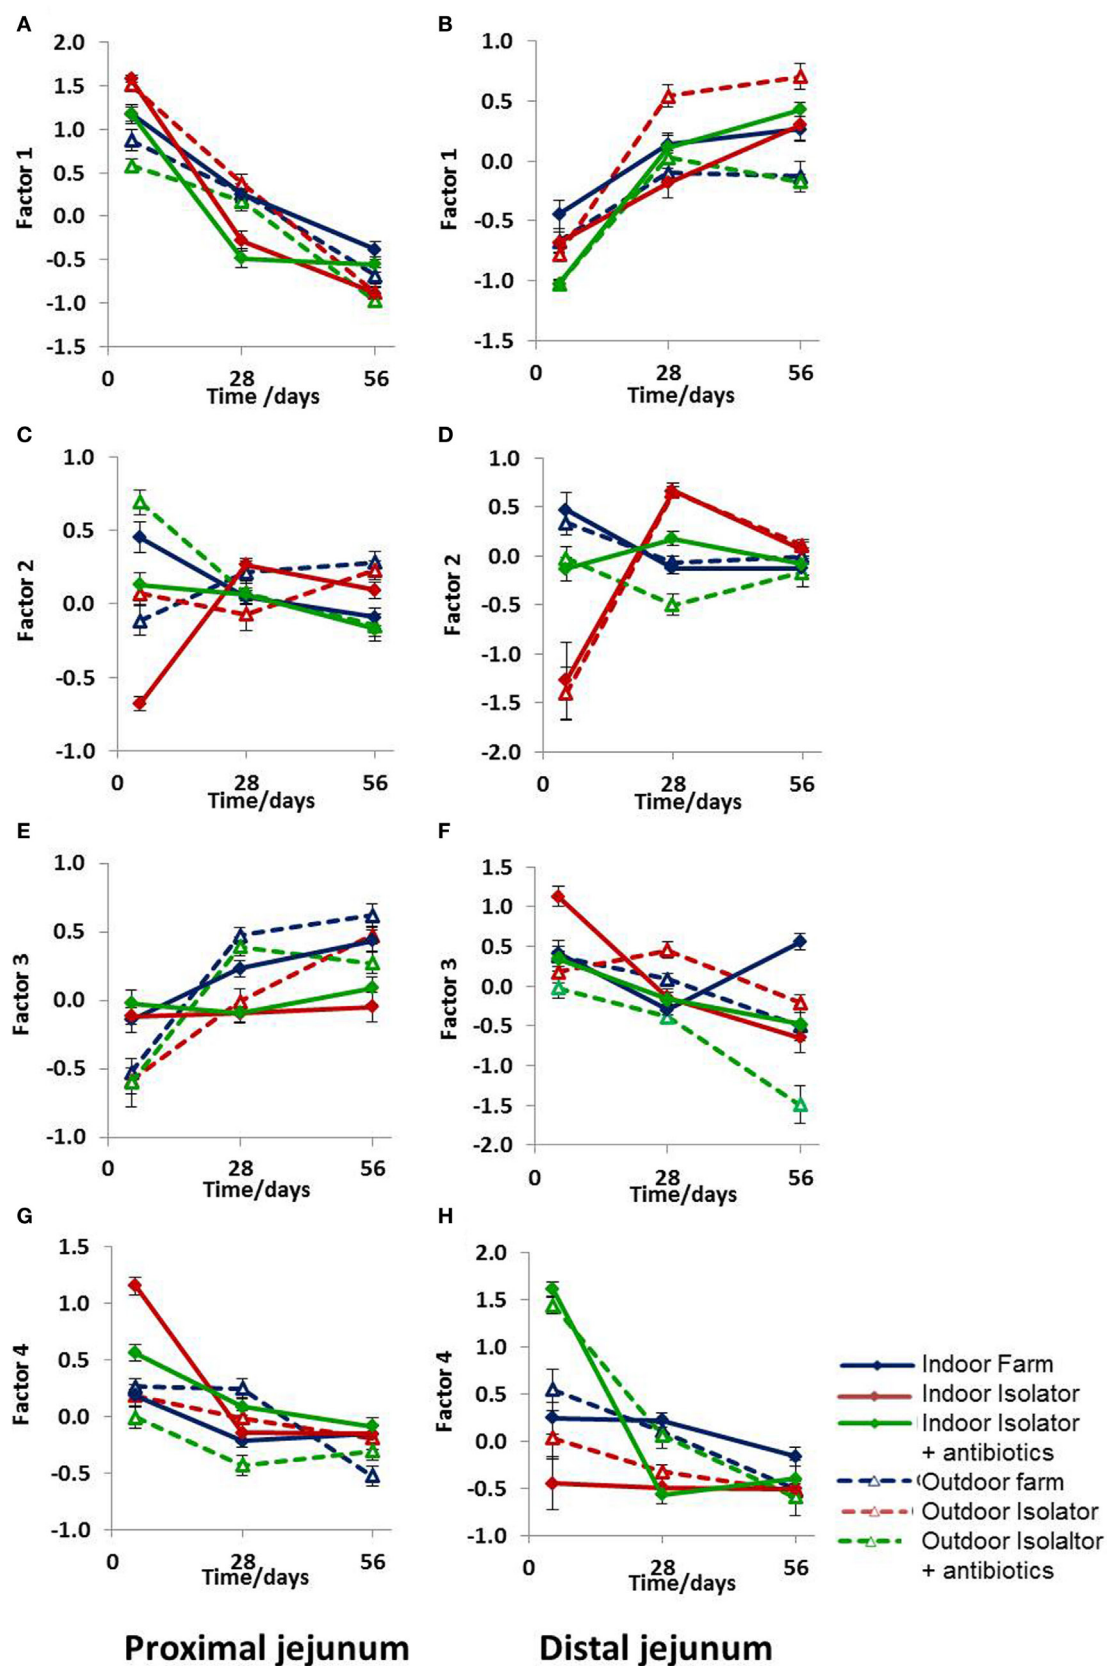 A
2.0
1.5
1.0
0.5
0.0
-0.5
-1.0
-1.5
Factor 1
0
28
56
Time /days
B
1.0
0.5
0.0
-0.5
-1.0
-1.5
Factor 1
0
28
56
Time/days
C
1.0
0.5
0.0
-0.5
-1.0
Factor 2
0
28
56
Time/days
D
1.0
0.5
0.0
-0.5
-1.0
-1.5
-2.0
Factor 2
0
28
56
Time/days
E
1.0
0.5
0.0
-0.5
-1.0
Factor 3
0
28
56
Time/days
F
1.5
1.0
0.5
0.0
-0.5
-1.0
-1.5
-2.0
Factor 3
0
28
56
Time/days
G
1.5
1.0
0.5
0.0
-0.5
-1.0
Factor 4
0
28
56
Time/days
H
2.0
1.5
1.0
0.5
0.0
-0.5
-1.0
Factor 4
0
28
56
Time/days
Indoor Farm
Indoor Isolator
Indoor Isolator
+ antibiotics
Outdoor farm
Outdoor Isolator
Outdoor Isolaltor
+ antibiotics
Proximal jejunum
Distal jejunum